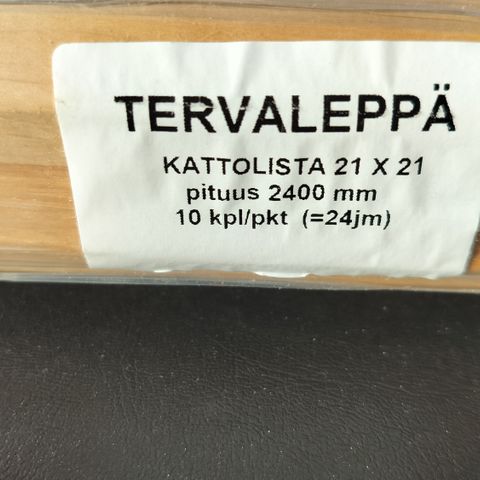 TERVALEPPÄ
KATTOLISTA 21 X 21
pituus 2400 mm
10 kpl/pkt (=24jm)